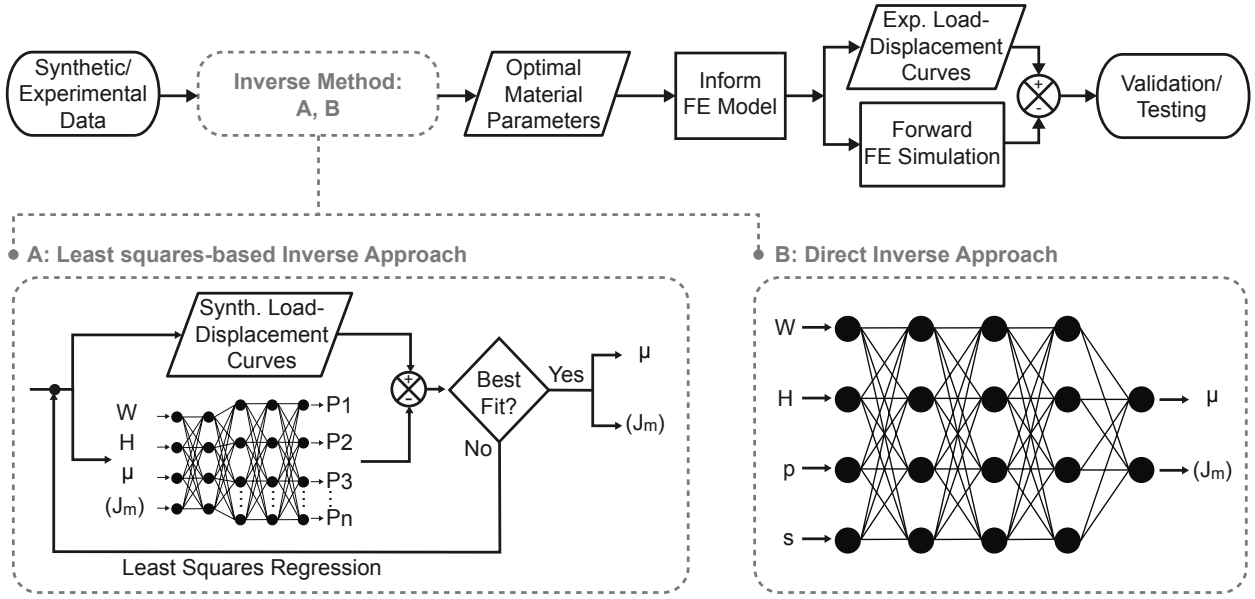 Synthetic/
Experimental
Data
Inverse Method:
A, B
Optimal
Material
Parameters
Inform
FE Model
Exp. Load-
Displacement
Curves
Forward
FE Simulation
+
-
Validation/
Testing
A: Least squares-based Inverse Approach
Synth. Load-
Displacement
Curves
W
H
μ
(Jm)
P1
P2
P3
Pn
+
-
Best
Fit?
Yes
No
μ
(Jm)
Least Squares Regression
B: Direct Inverse Approach
W
H
p
s
μ
(Jm)